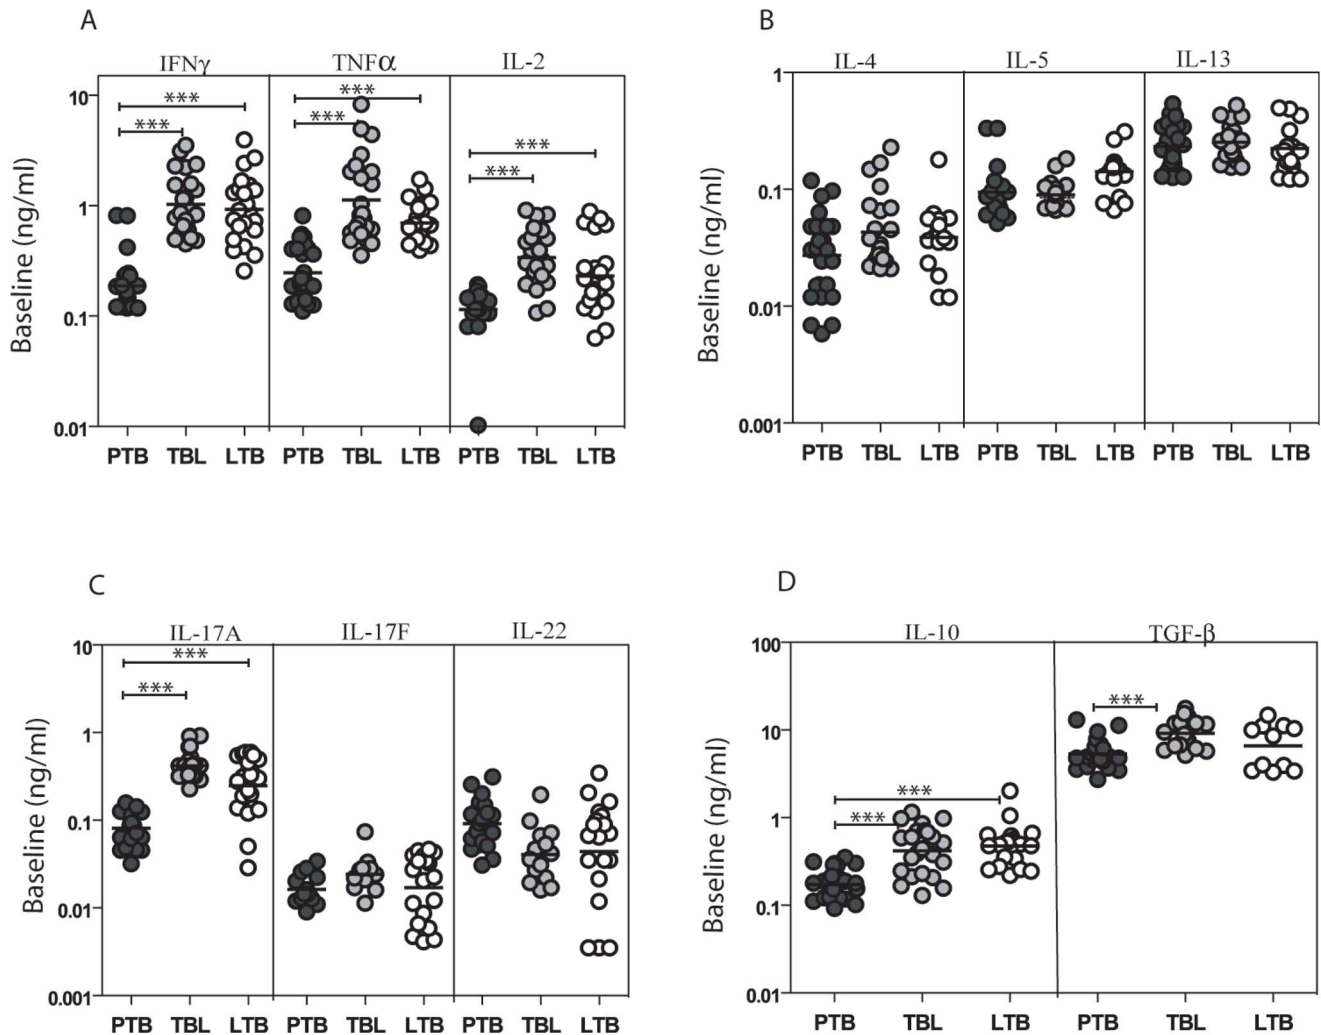 A
IFNγ TNFα IL-2
Baseline (ng/ml)
10
1
0.1
0.01
*** *** ***
*** *** ***
PTB TBL LTB PTB TBL LTB PTB TBL LTB
B
IL-4 IL-5 IL-13
Baseline (ng/ml)
1
0.1
0.01
0.001
PTB TBL LTB PTB TBL LTB PTB TBL LTB
C
IL-17A IL-17F IL-22
Baseline (ng/ml)
10
1
0.1
0.01
0.001
***
***
PTB TBL LTB PTB TBL LTB PTB TBL LTB
D
IL-10 TGF-β
Baseline (ng/ml)
100
10
1
0.1
0.01
***
***
***
PTB TBL LTB PTB TBL LTB